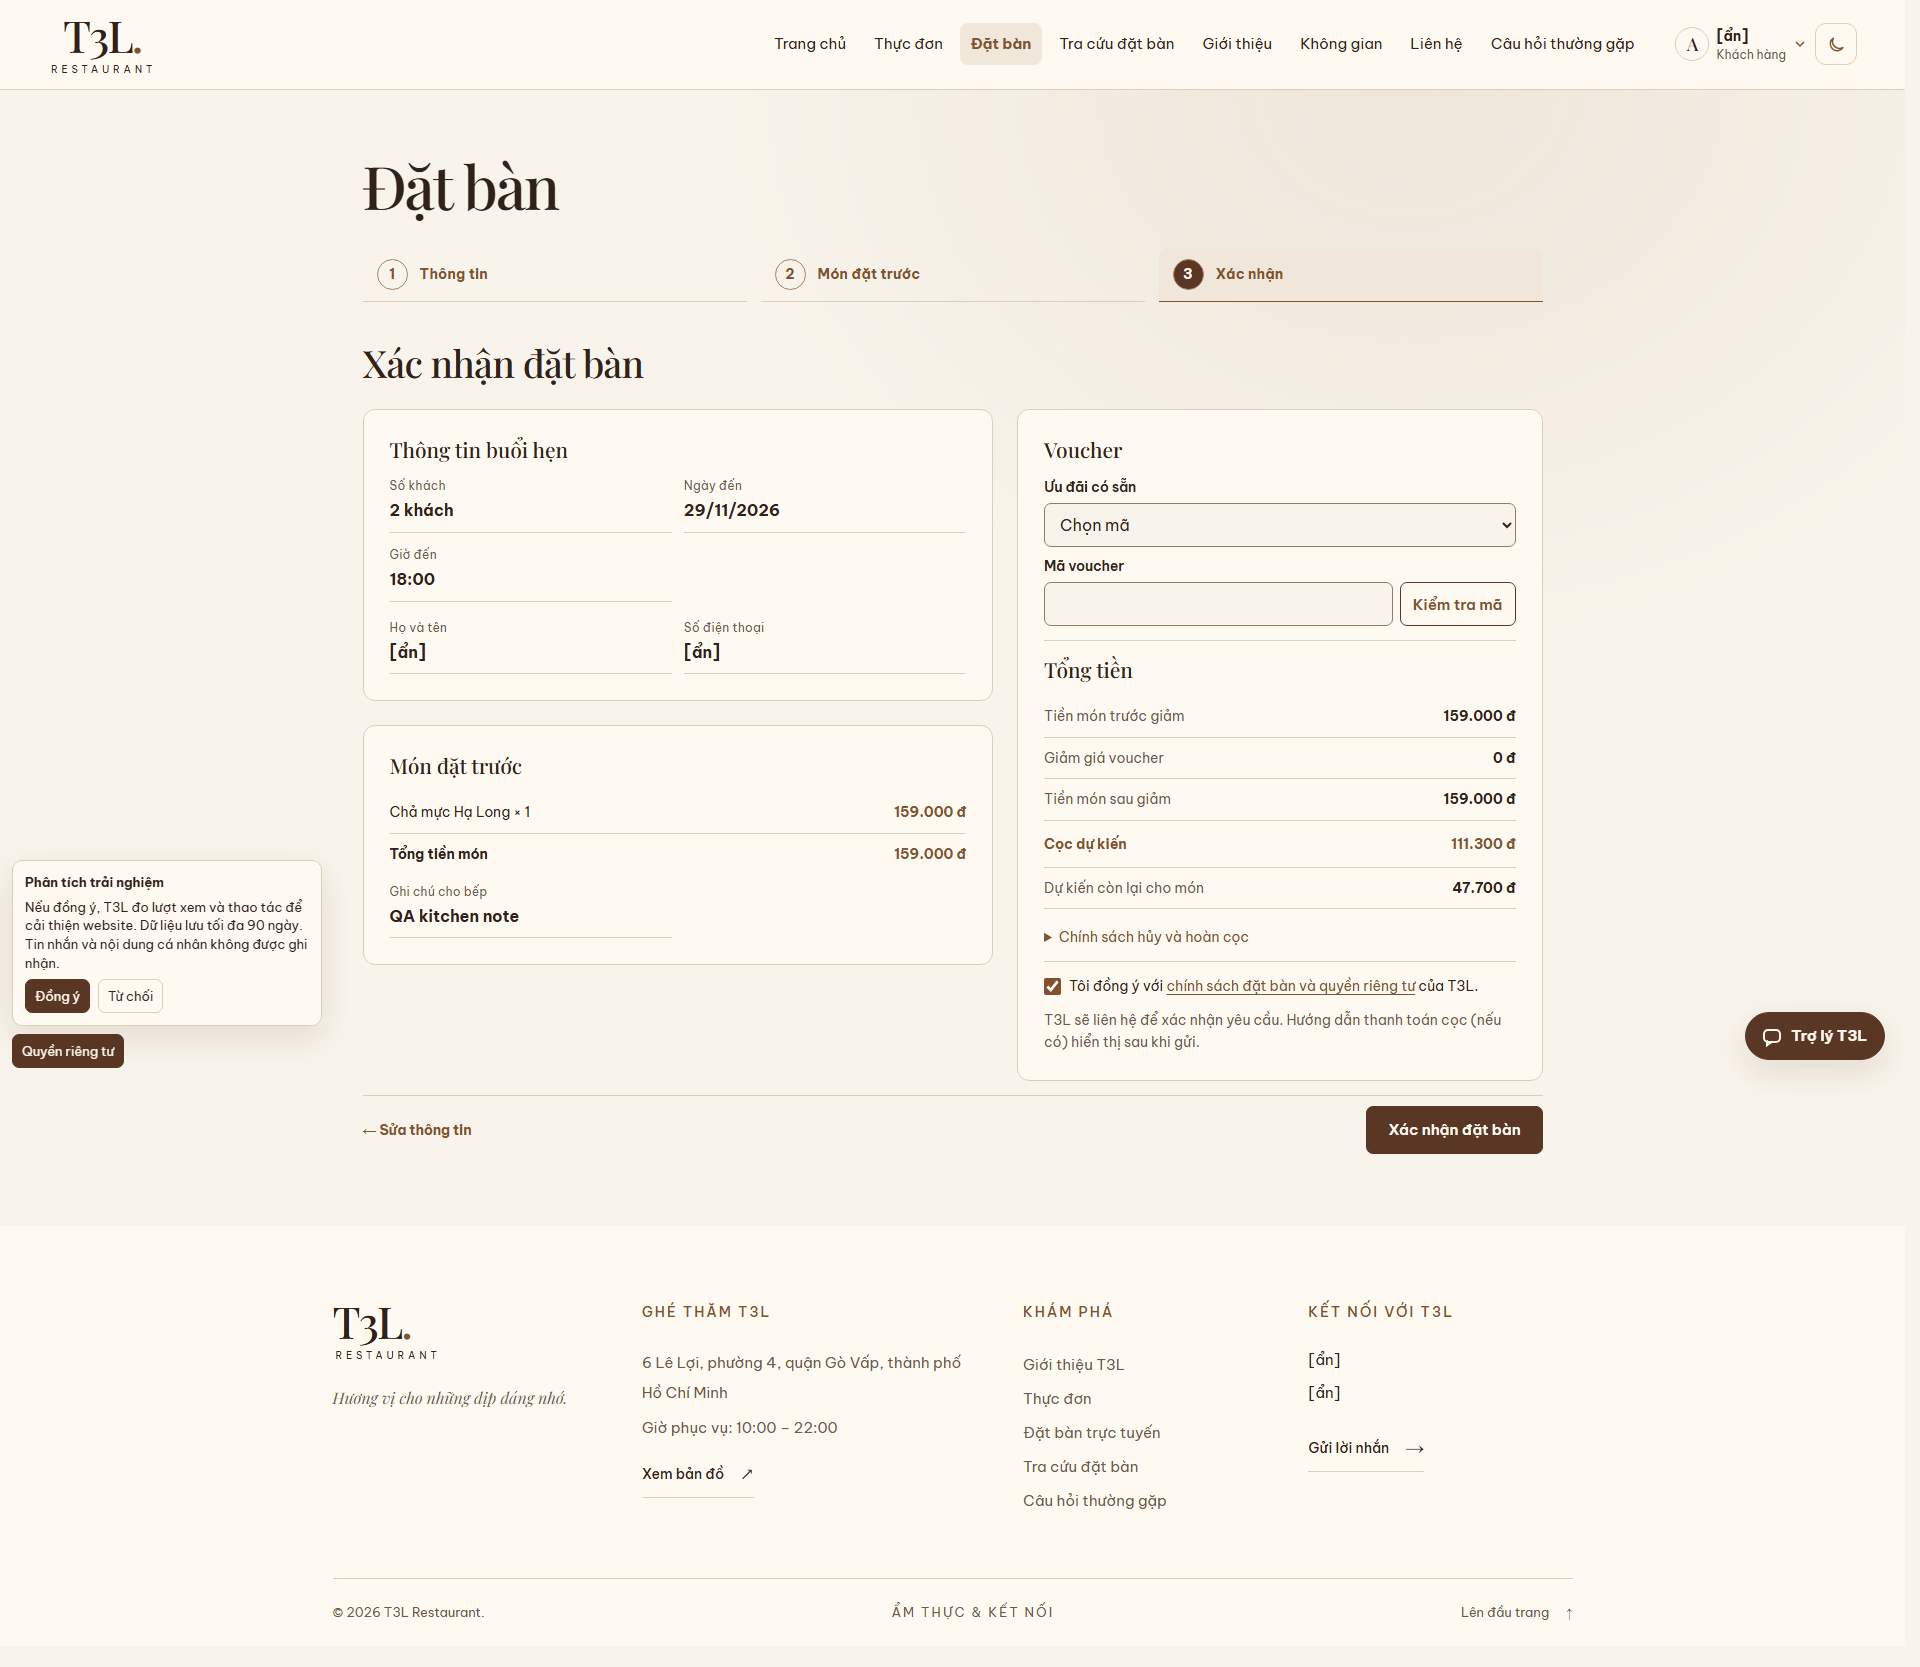 T3L.
RESTAURANT
Trang chủ
Thực đơn
Đặt bàn
Tra cứu đặt bàn
Giới thiệu
Không gian
Liên hệ
Câu hỏi thường gặp
A
[ẩn]
Khách hàng
Đặt bàn
1 Thông tin
2 Món đặt trước
3 Xác nhận
Xác nhận đặt bàn
Thông tin buổi hẹn
Số khách
2 khách
Ngày đến
29/11/2026
Giờ đến
18:00
Họ và tên
[ẩn]
Số điện thoại
[ẩn]
Món đặt trước
Chả mực Hạ Long × 1 159.000 đ
Tổng tiền món 159.000 đ
Ghi chú cho bếp
QA kitchen note
Voucher
Ưu đãi có sẵn
Chọn mã
Mã voucher
Kiểm tra mã
Tổng tiền
Tiền món trước giảm 159.000 đ
Giảm giá voucher 0 đ
Tiền món sau giảm 159.000 đ
Cọc dự kiến 111.300 đ
Dự kiến còn lại cho món 47.700 đ
Chính sách hủy và hoàn cọc
Tôi đồng ý với chính sách đặt bàn và quyền riêng tư của T3L.
T3L sẽ liên hệ để xác nhận yêu cầu. Hướng dẫn thanh toán cọc (nếu
có) hiển thị sau khi gửi.
← Sửa thông tin
Xác nhận đặt bàn
Phân tích trải nghiệm
Nếu đồng ý, T3L đo lượt xem và thao tác để
cải thiện website. Dữ liệu lưu tối đa 90 ngày.
Tin nhắn và nội dung cá nhân không được ghi
nhận.
Đồng ý
Từ chối
Quyền riêng tư
Trợ lý T3L
T3L.
RESTAURANT
Hương vị cho những dịp đáng nhớ.
GHÉ THĂM T3L
6 Lê Lợi, phường 4, quận Gò Vấp, thành phố
Hồ Chí Minh
Giờ phục vụ: 10:00 – 22:00
Xem bản đồ ↗
KHÁM PHÁ
Giới thiệu T3L
Thực đơn
Đặt bàn trực tuyến
Tra cứu đặt bàn
Câu hỏi thường gặp
KẾT NỐI VỚI T3L
[ẩn]
[ẩn]
Gửi lời nhắn →
© 2026 T3L Restaurant.
ẨM THỰC & KẾT NỐI
Lên đầu trang ↑